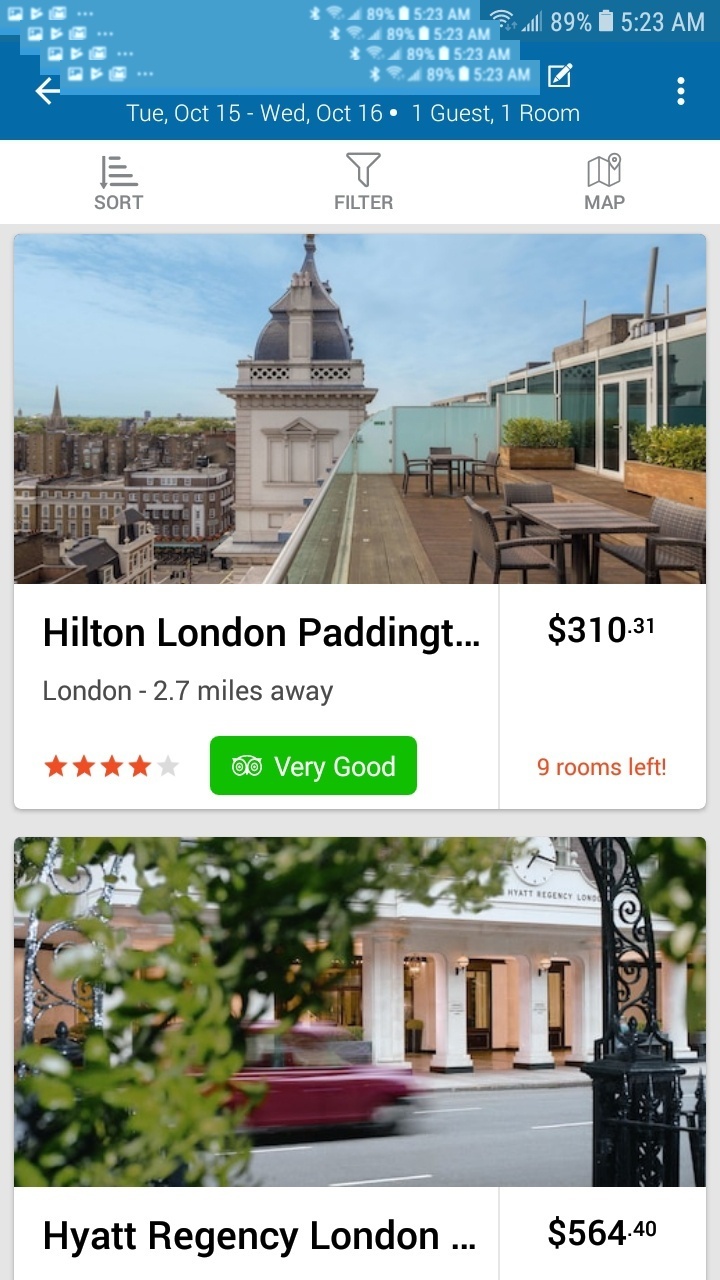 89% 5:23 AM
89% 5:23 AM
89% 5:23 AM
89% 5:23 AM
89% 5:23 AM
Tue, Oct 15 - Wed, Oct 16 • 1 Guest, 1 Room
SORT FILTER MAP
Hilton London Paddingt... $310.31
London - 2.7 miles away
Very Good 9 rooms left!
HYATT REGENCY LONDO
Hyatt Regency London ... $564.40